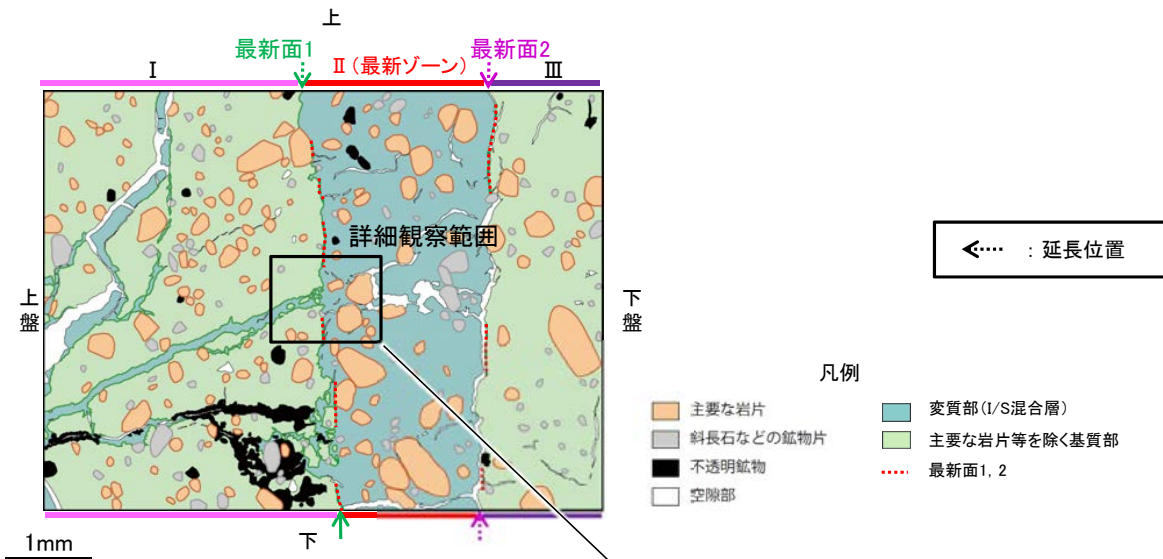 上
最新面1
最新面2
Ⅰ
Ⅱ(最新ゾーン)
Ⅲ
詳細観察範囲
上盤
下盤
:延長位置
凡例
主要な岩片
斜長石などの鉱物片
不透明鉱物
空隙部
変質部(I/S混合層)
主要な岩片等を除く基質部
最新面1, 2
1mm
下